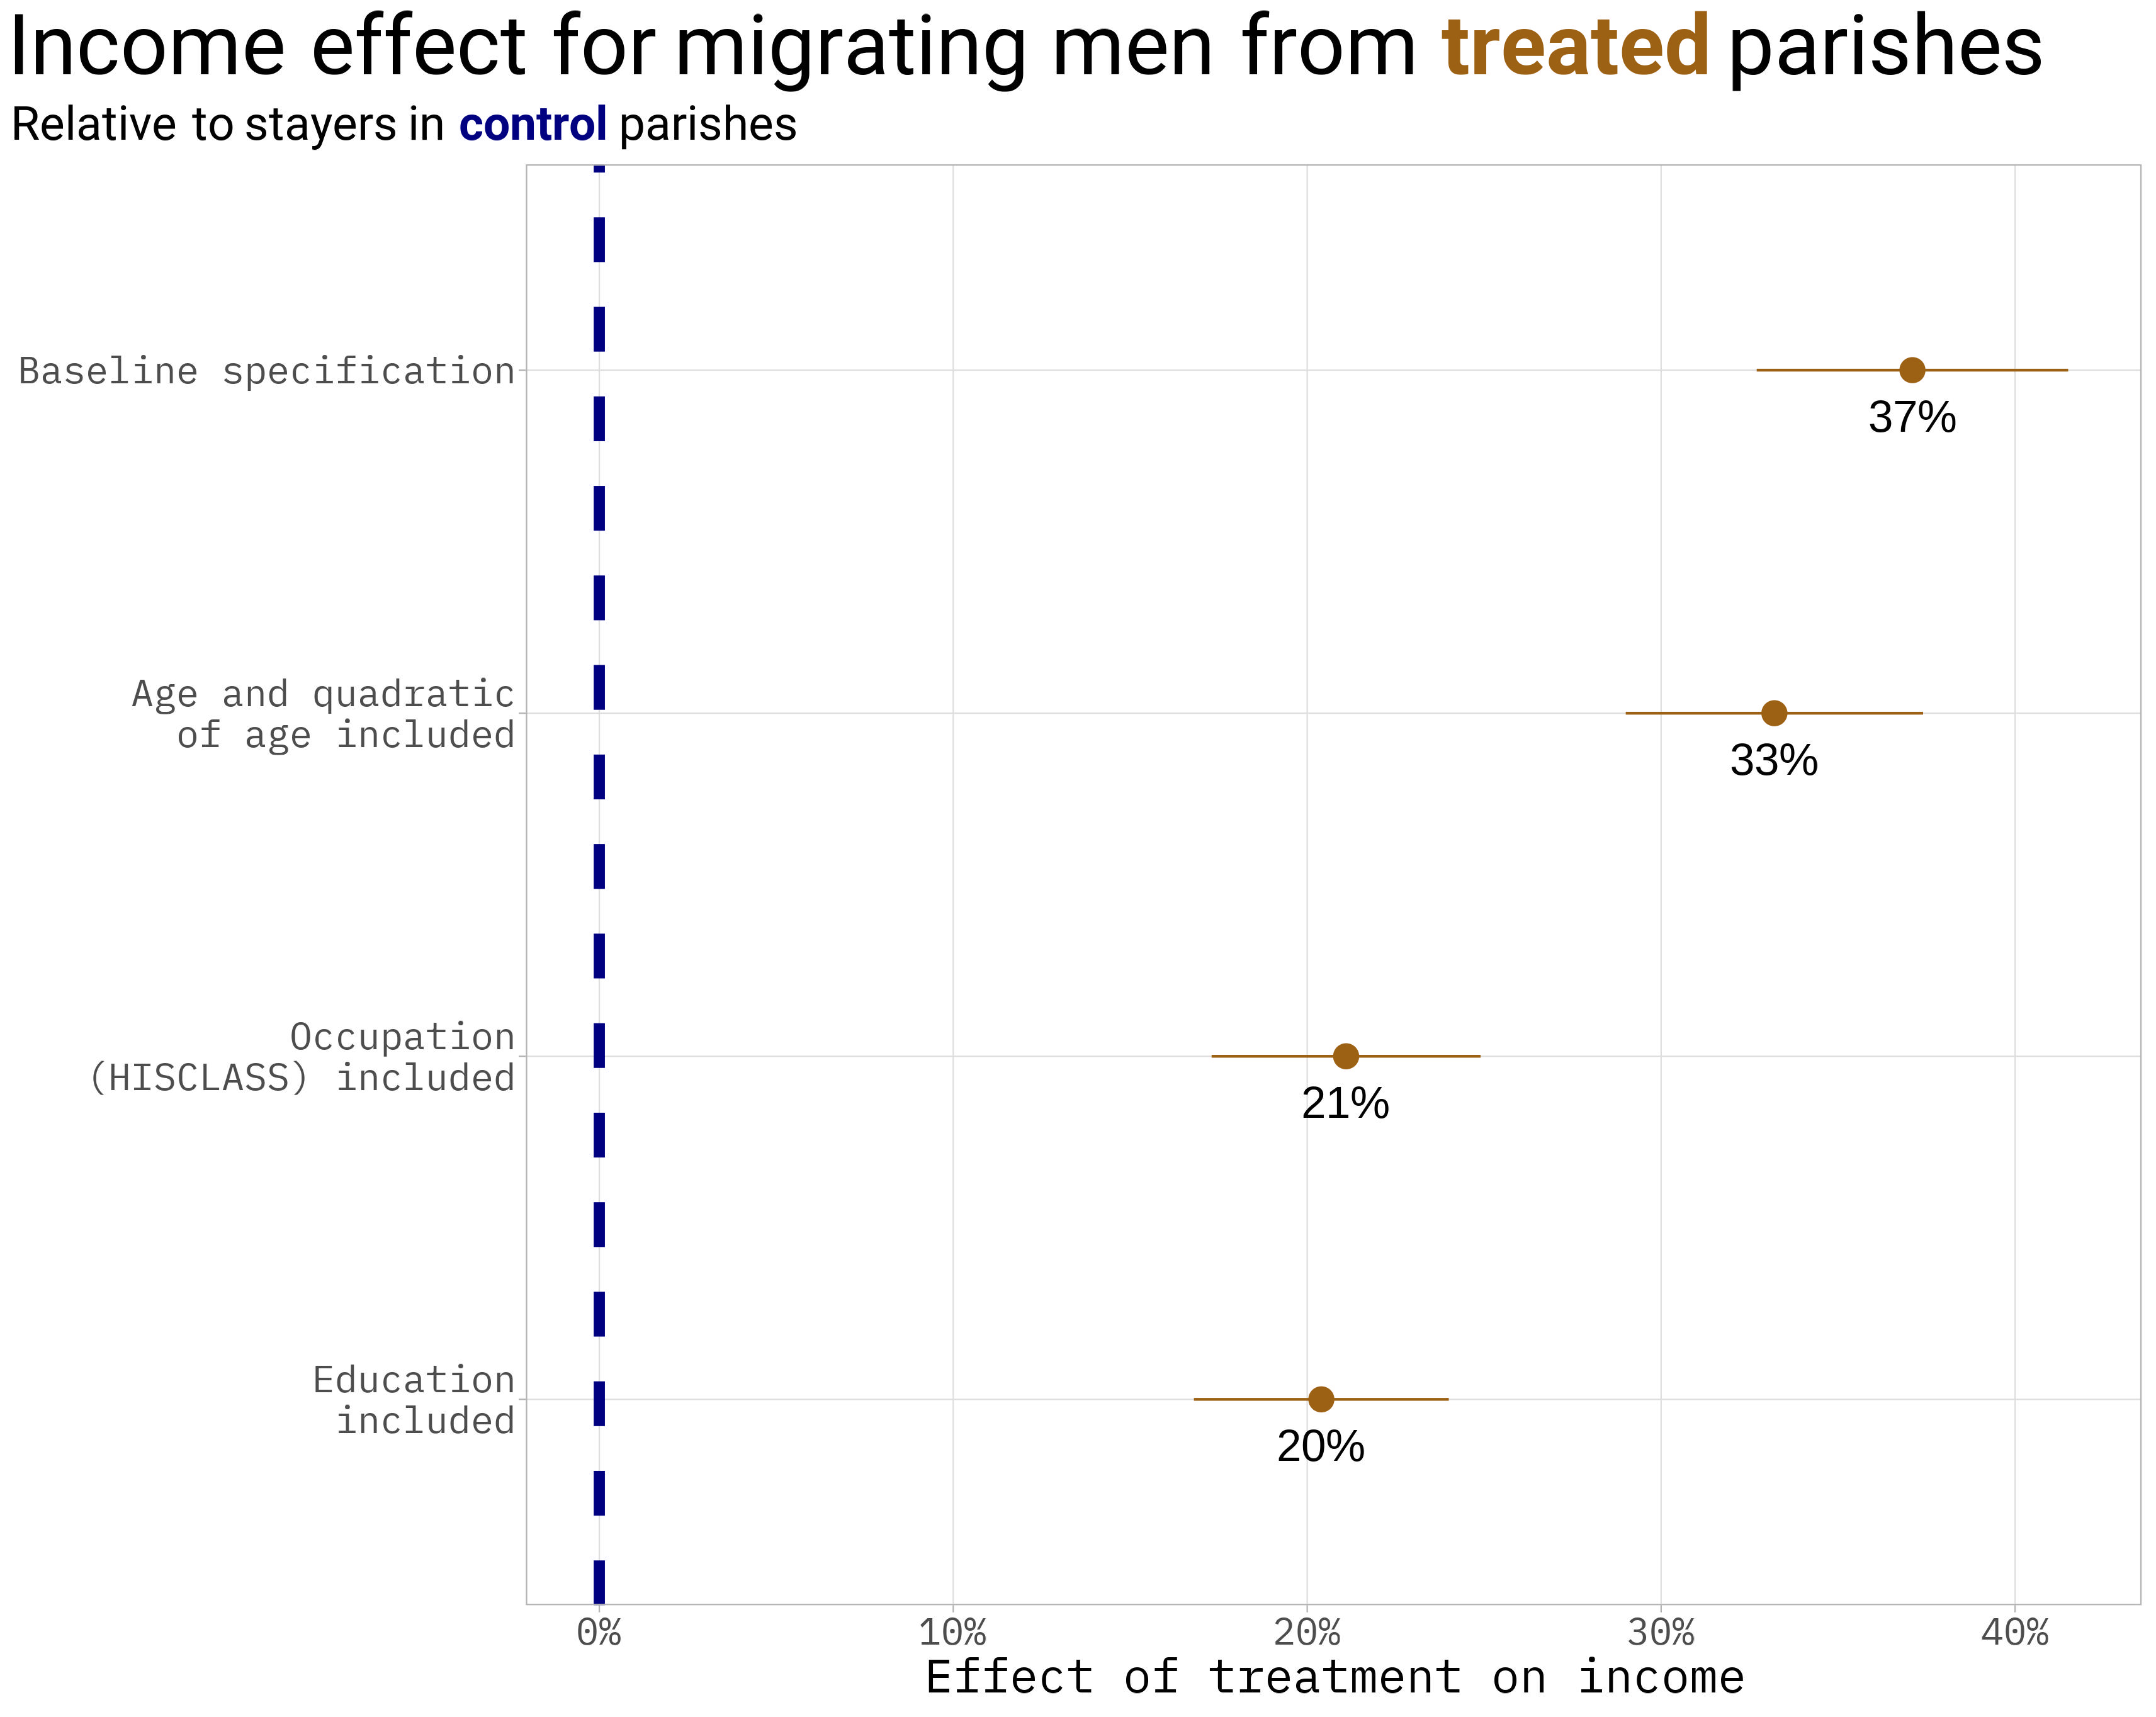 Income effect for migrating men from treated parishes
Relative to stayers in control parishes
Baseline specification
37%
Age and quadratic
of age included
33%
Occupation
(HISCLASS) included
21%
Education
included
20%
0% 10% 20% 30% 40%
Effect of treatment on income